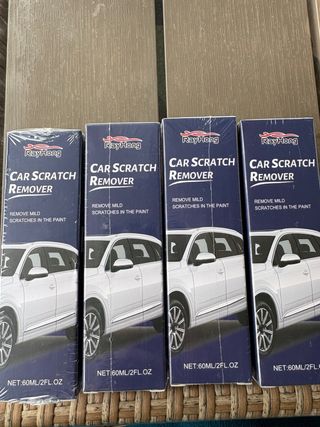 RayHong
CAR SCRATCH
REMOVER
REMOVE MILD
SCRATCHES IN THE PAINT
NET:60ML/2FL.OZ
RayHong
CAR SCRATCH
REMOVER
REMOVE MILD
SCRATCHES IN THE PAINT
NET:60ML/2FL.OZ
RayHong
CAR SCRATCH
REMOVER
REMOVE MILD
SCRATCHES IN THE PAINT
NET:60ML/2FL.OZ
RayHong
CAR SCRATCH
REMOVER
REMOVE MILD
SCRATCHES IN THE PAINT
NET:60ML/2FL.OZ